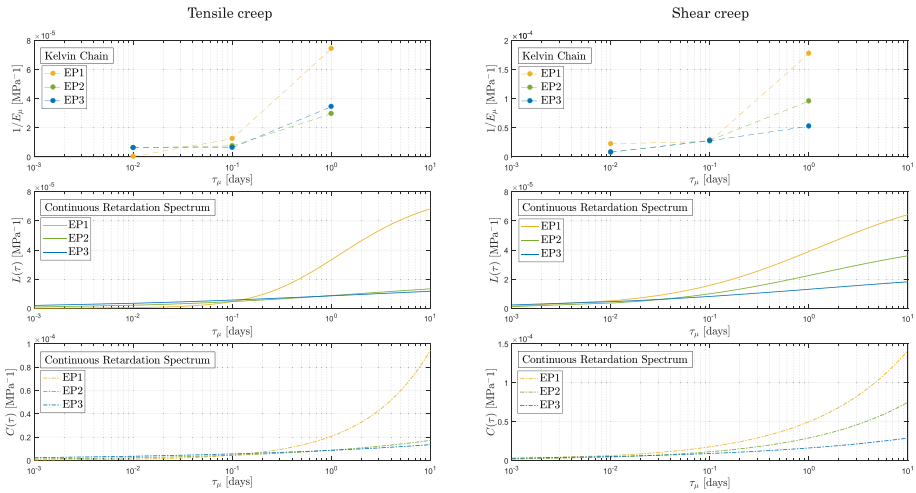 Tensile creep
Shear creep
×10⁻⁵
8
6
4
2
0
1/Eμ [MPa−1]
Kelvin Chain
EP1
EP2
EP3
10⁻³ 10⁻² 10⁻¹ 10⁰ 10¹
τμ [days]
×10⁻⁴
2
1.5
1
0.5
0
1/Eμ [MPa−1]
Kelvin Chain
EP1
EP2
EP3
10⁻³ 10⁻² 10⁻¹ 10⁰ 10¹
τμ [days]
×10⁻⁵
8
6
4
2
0
L(τ) [MPa−1]
Continuous Retardation Spectrum
EP1
EP2
EP3
10⁻³ 10⁻² 10⁻¹ 10⁰ 10¹
τμ [days]
×10⁻⁵
8
6
4
2
0
L(τ) [MPa−1]
Continuous Retardation Spectrum
EP1
EP2
EP3
10⁻³ 10⁻² 10⁻¹ 10⁰ 10¹
τμ [days]
×10⁻⁴
1
0.8
0.6
0.4
0.2
0
C(τ) [MPa−1]
Continuous Retardation Spectrum
EP1
EP2
EP3
10⁻³ 10⁻² 10⁻¹ 10⁰ 10¹
τμ [days]
×10⁻⁴
1.5
1
0.5
0
C(τ) [MPa−1]
Continuous Retardation Spectrum
EP1
EP2
EP3
10⁻³ 10⁻² 10⁻¹ 10⁰ 10¹
τμ [days]